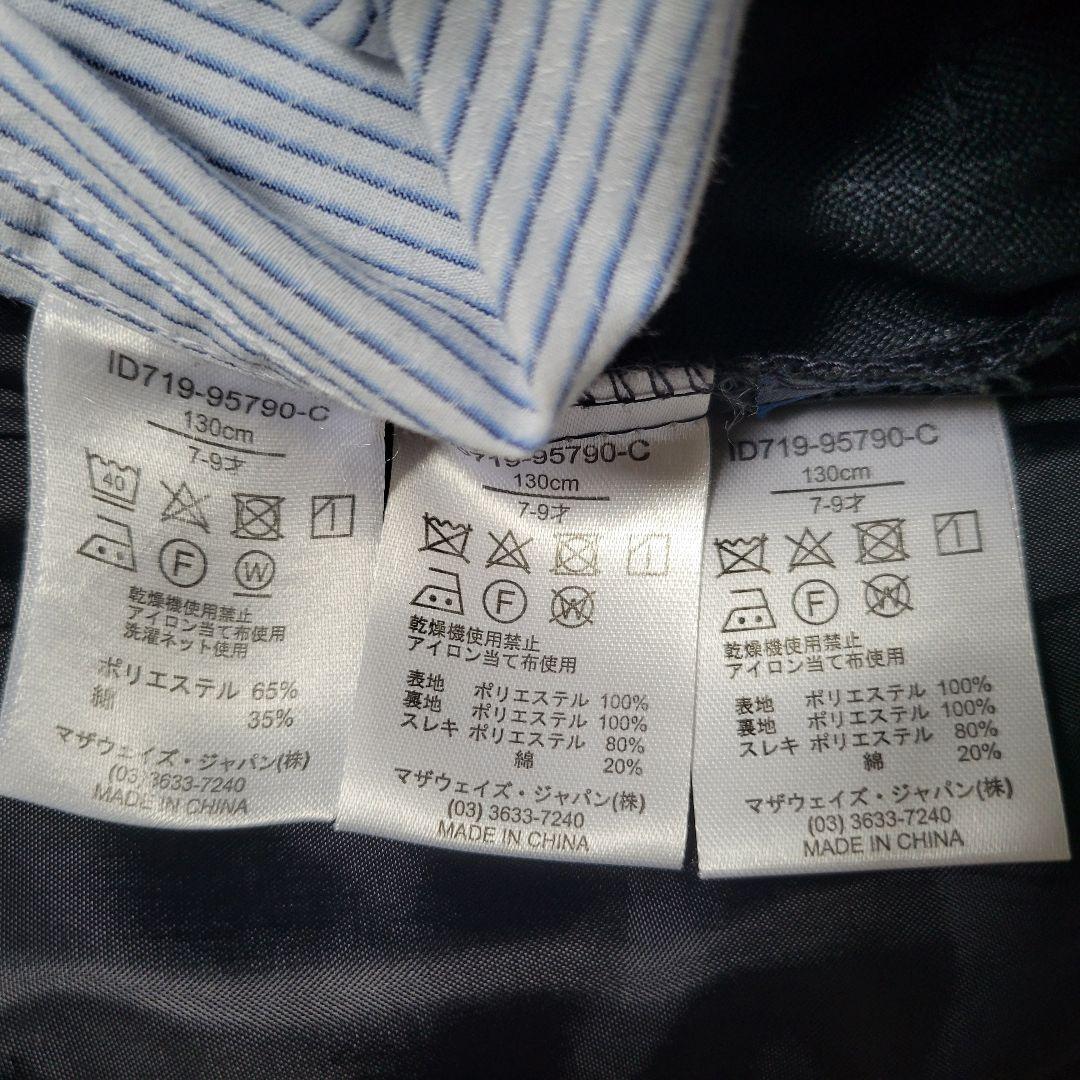 ID719-95790-C
130cm
7-9才
40
F
W
乾燥機使用禁止
アイロン当て布使用
洗濯ネット使用
ポリエステル 65%
綿 35%
マザウェイズ・ジャパン(株)
(03) 3633-7240
MADE IN CHINA
719-95790-C
130cm
7-9才
F
W
乾燥機使用禁止
アイロン当て布使用
表地 ポリエステル 100%
裏地 ポリエステル 100%
スレキ ポリエステル 80%
綿 20%
マザウェイズ・ジャパン(株)
(03) 3633-7240
MADE IN CHINA
ID719-95790-C
130cm
7-9才
F
W
乾燥機使用禁止
アイロン当て布使用
表地 ポリエステル 100%
裏地 ポリエステル 100%
スレキ ポリエステル 80%
綿 20%
マザウェイズ・ジャパン(株)
(03) 3633-7240
MADE IN CHINA